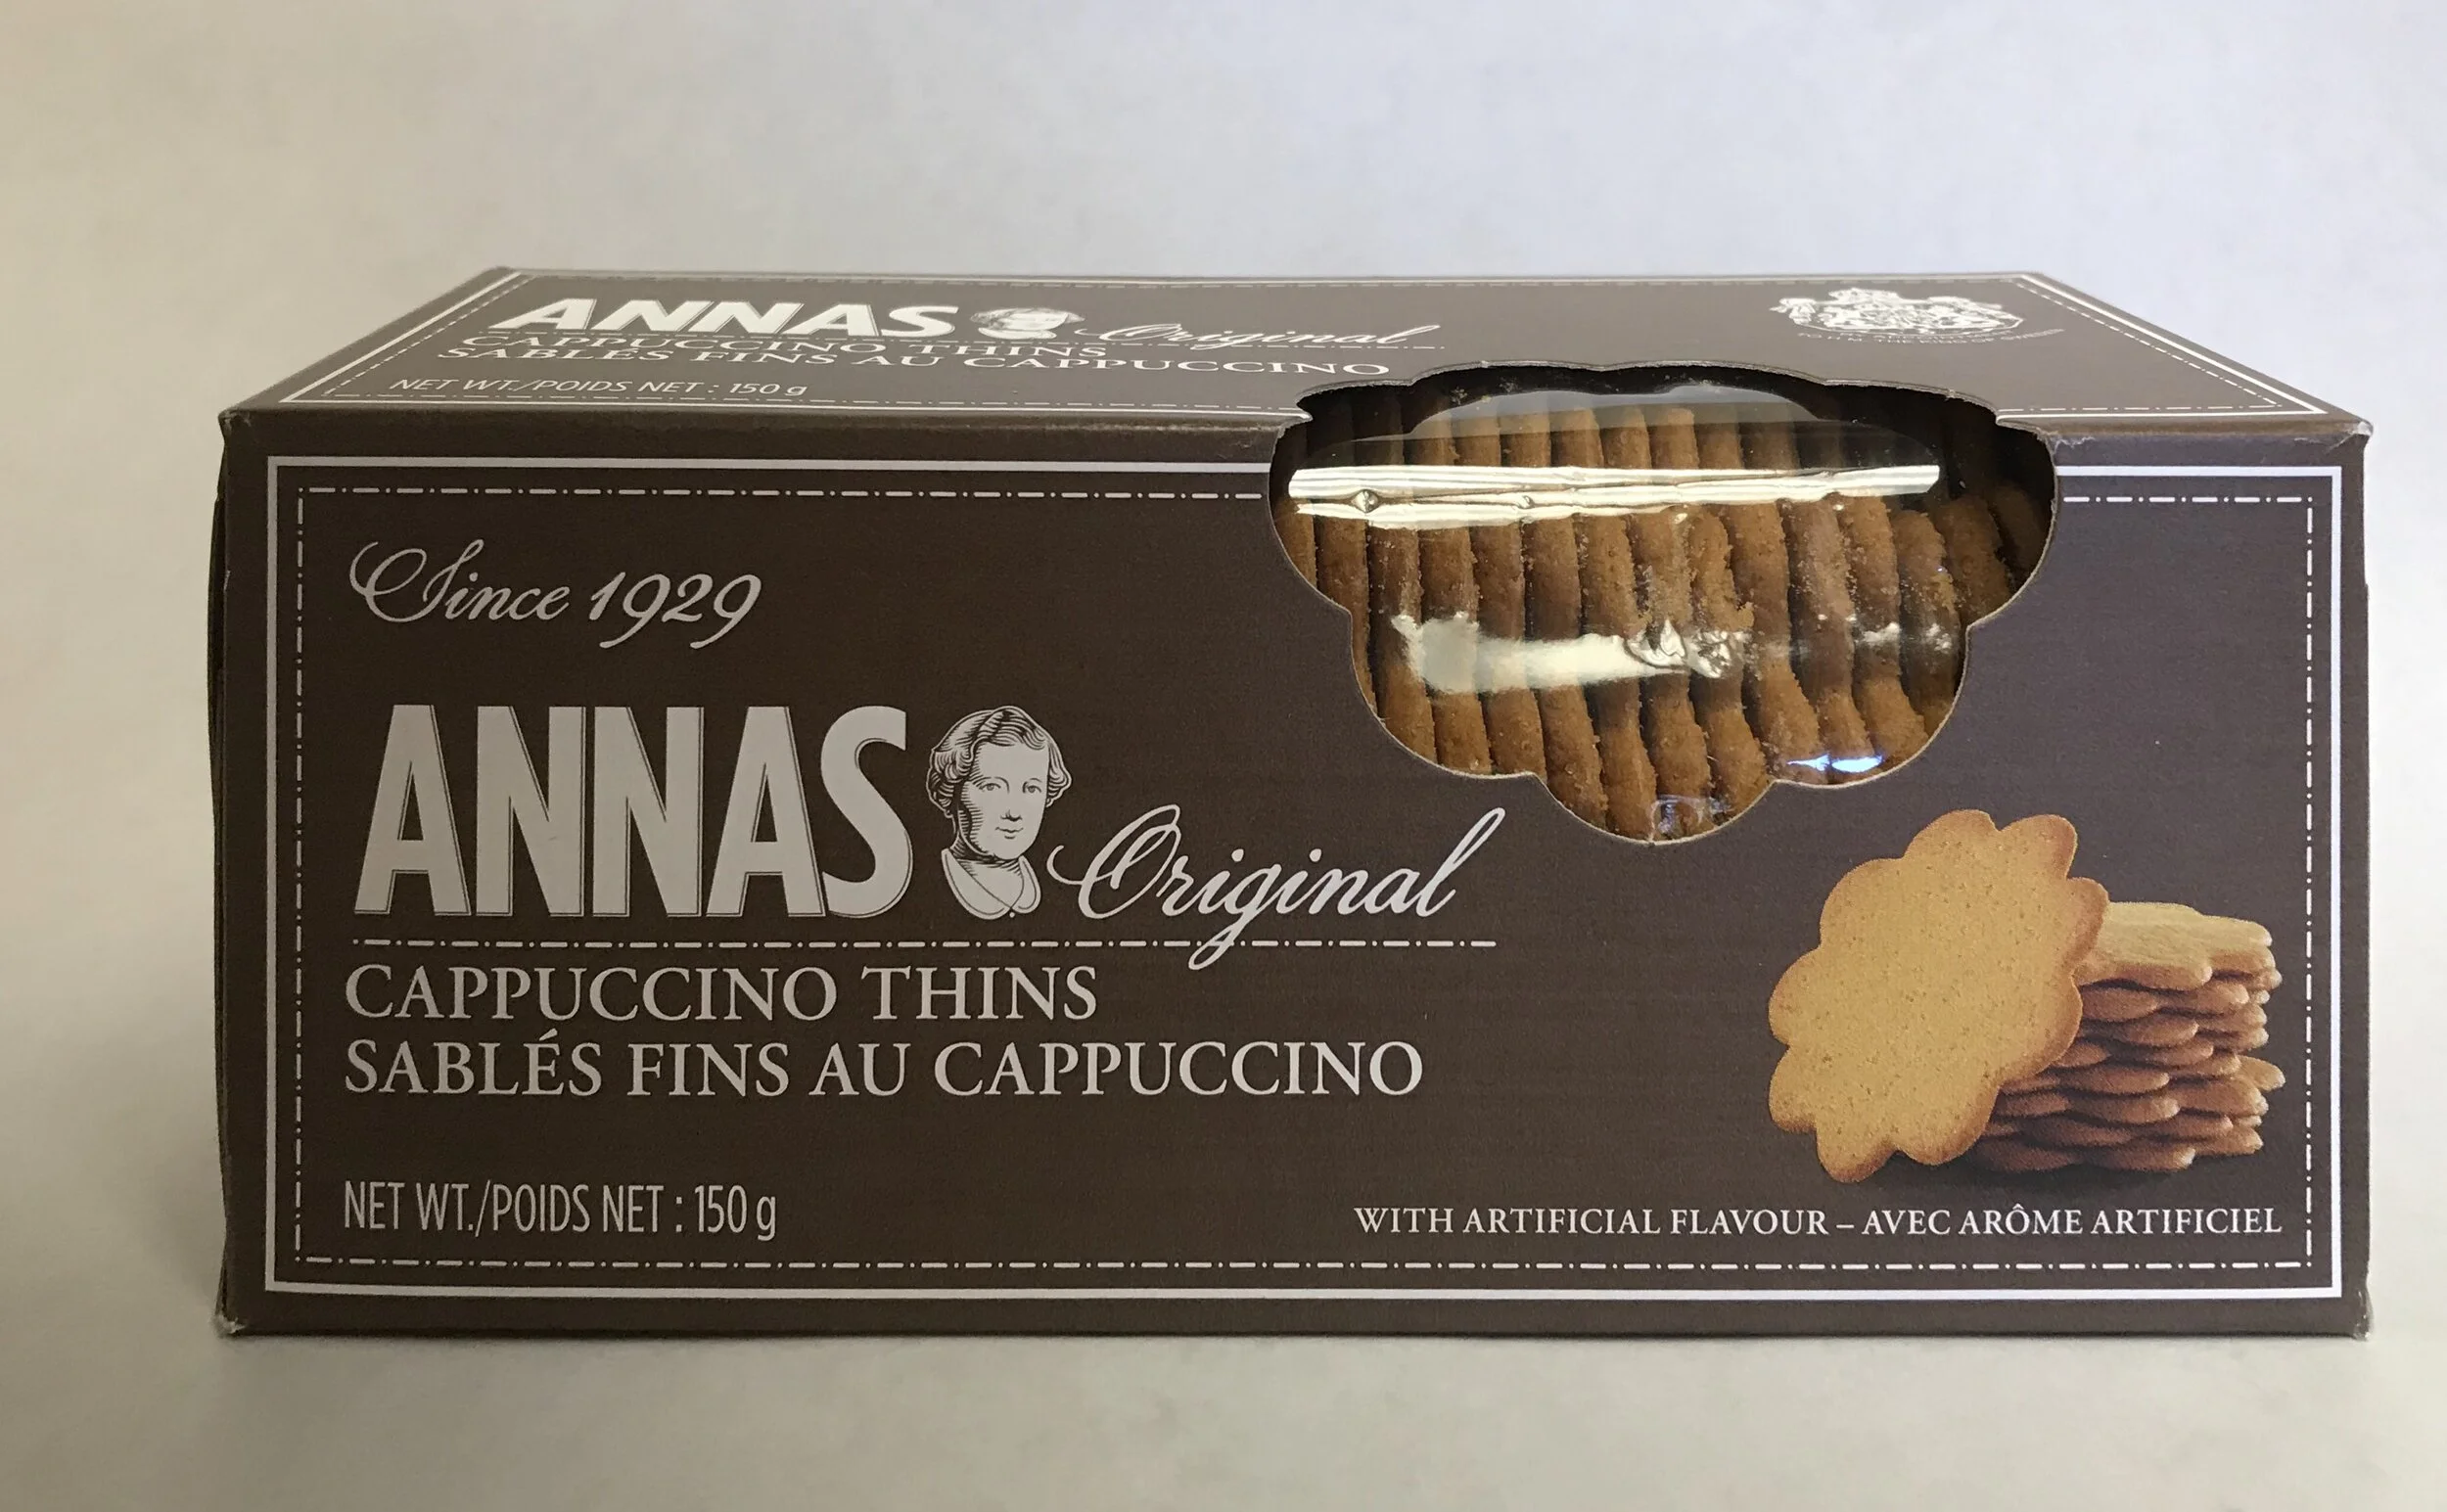 ANNAS Original
CAPPUCCINO THINS
SABLÉS FINS AU CAPPUCCINO
NET WT./POIDS NET : 150 g
Since 1929
ANNAS Original
CAPPUCCINO THINS
SABLÉS FINS AU CAPPUCCINO
NET WT./POIDS NET : 150 g
WITH ARTIFICIAL FLAVOUR – AVEC ARÔME ARTIFICIEL